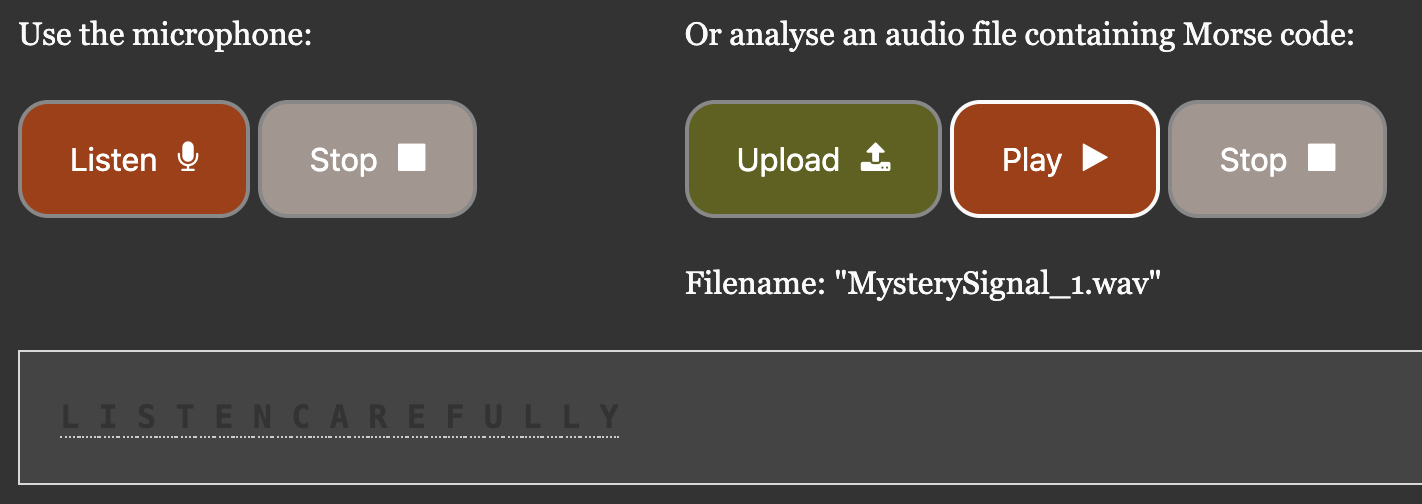 Use the microphone:
Or analyse an audio file containing Morse code:
Listen
Stop
Upload
Play
Stop
Filename: "MysterySignal_1.wav"
L I S T E N C A R E F U L L Y